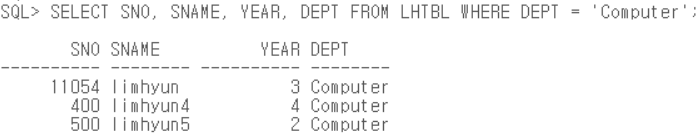 SQL> SELECT SNO, SNAME, YEAR, DEPT FROM LHTBL WHERE DEPT = 'Computer';
       SNO SNAME          YEAR DEPT
---------- -------- ---------- --------
     11054 limhyun           3 Computer
       400 limhyun4          4 Computer
       500 limhyun5          2 Computer